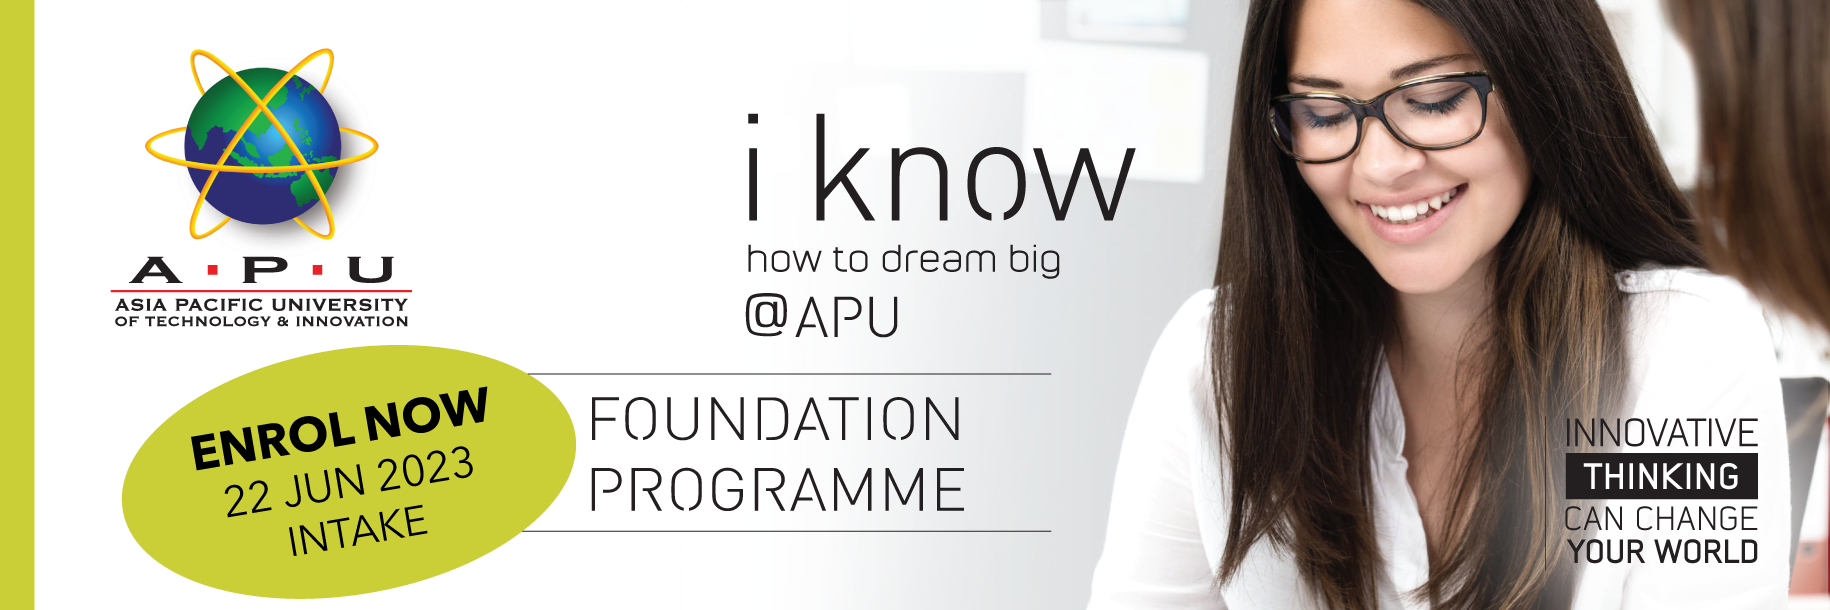 A·P·U
ASIA PACIFIC UNIVERSITY
OF TECHNOLOGY & INNOVATION
i know
how to dream big
@APU
ENROL NOW
22 JUN 2023
INTAKE
FOUNDATION
PROGRAMME
INNOVATIVE
THINKING
CAN CHANGE
YOUR WORLD